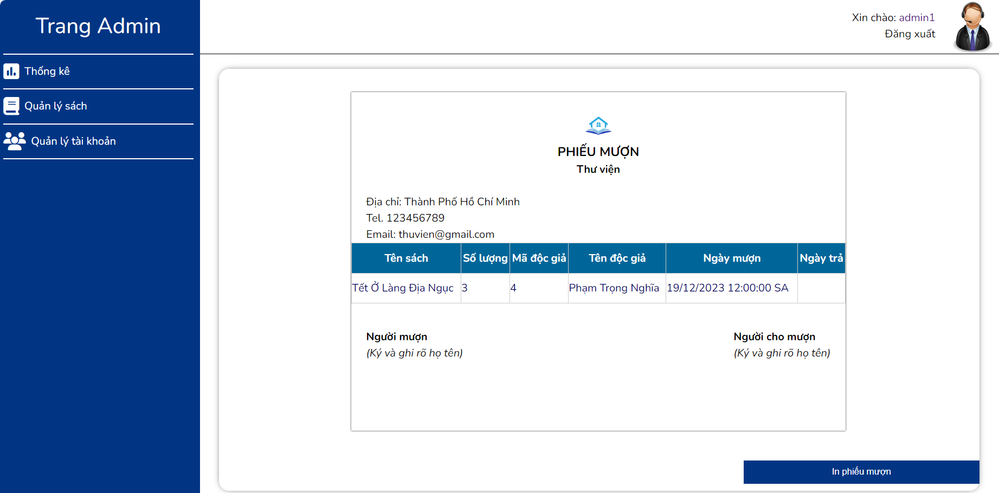 Trang Admin
Xin chào: admin1
Đăng xuất
Thống kê
Quản lý sách
Quản lý tài khoản
PHIẾU MƯỢN
Thư viện
Địa chỉ: Thành Phố Hồ Chí Minh
Tel. 123456789
Email: thuvien@gmail.com
Tên sách Số lượng Mã độc giả Tên độc giả Ngày mượn Ngày trả
Tết Ở Làng Địa Ngục 3 4 Phạm Trọng Nghĩa 19/12/2023 12:00:00 SA
Người mượn Người cho mượn
(Ký và ghi rõ họ tên) (Ký và ghi rõ họ tên)
In phiếu mượn